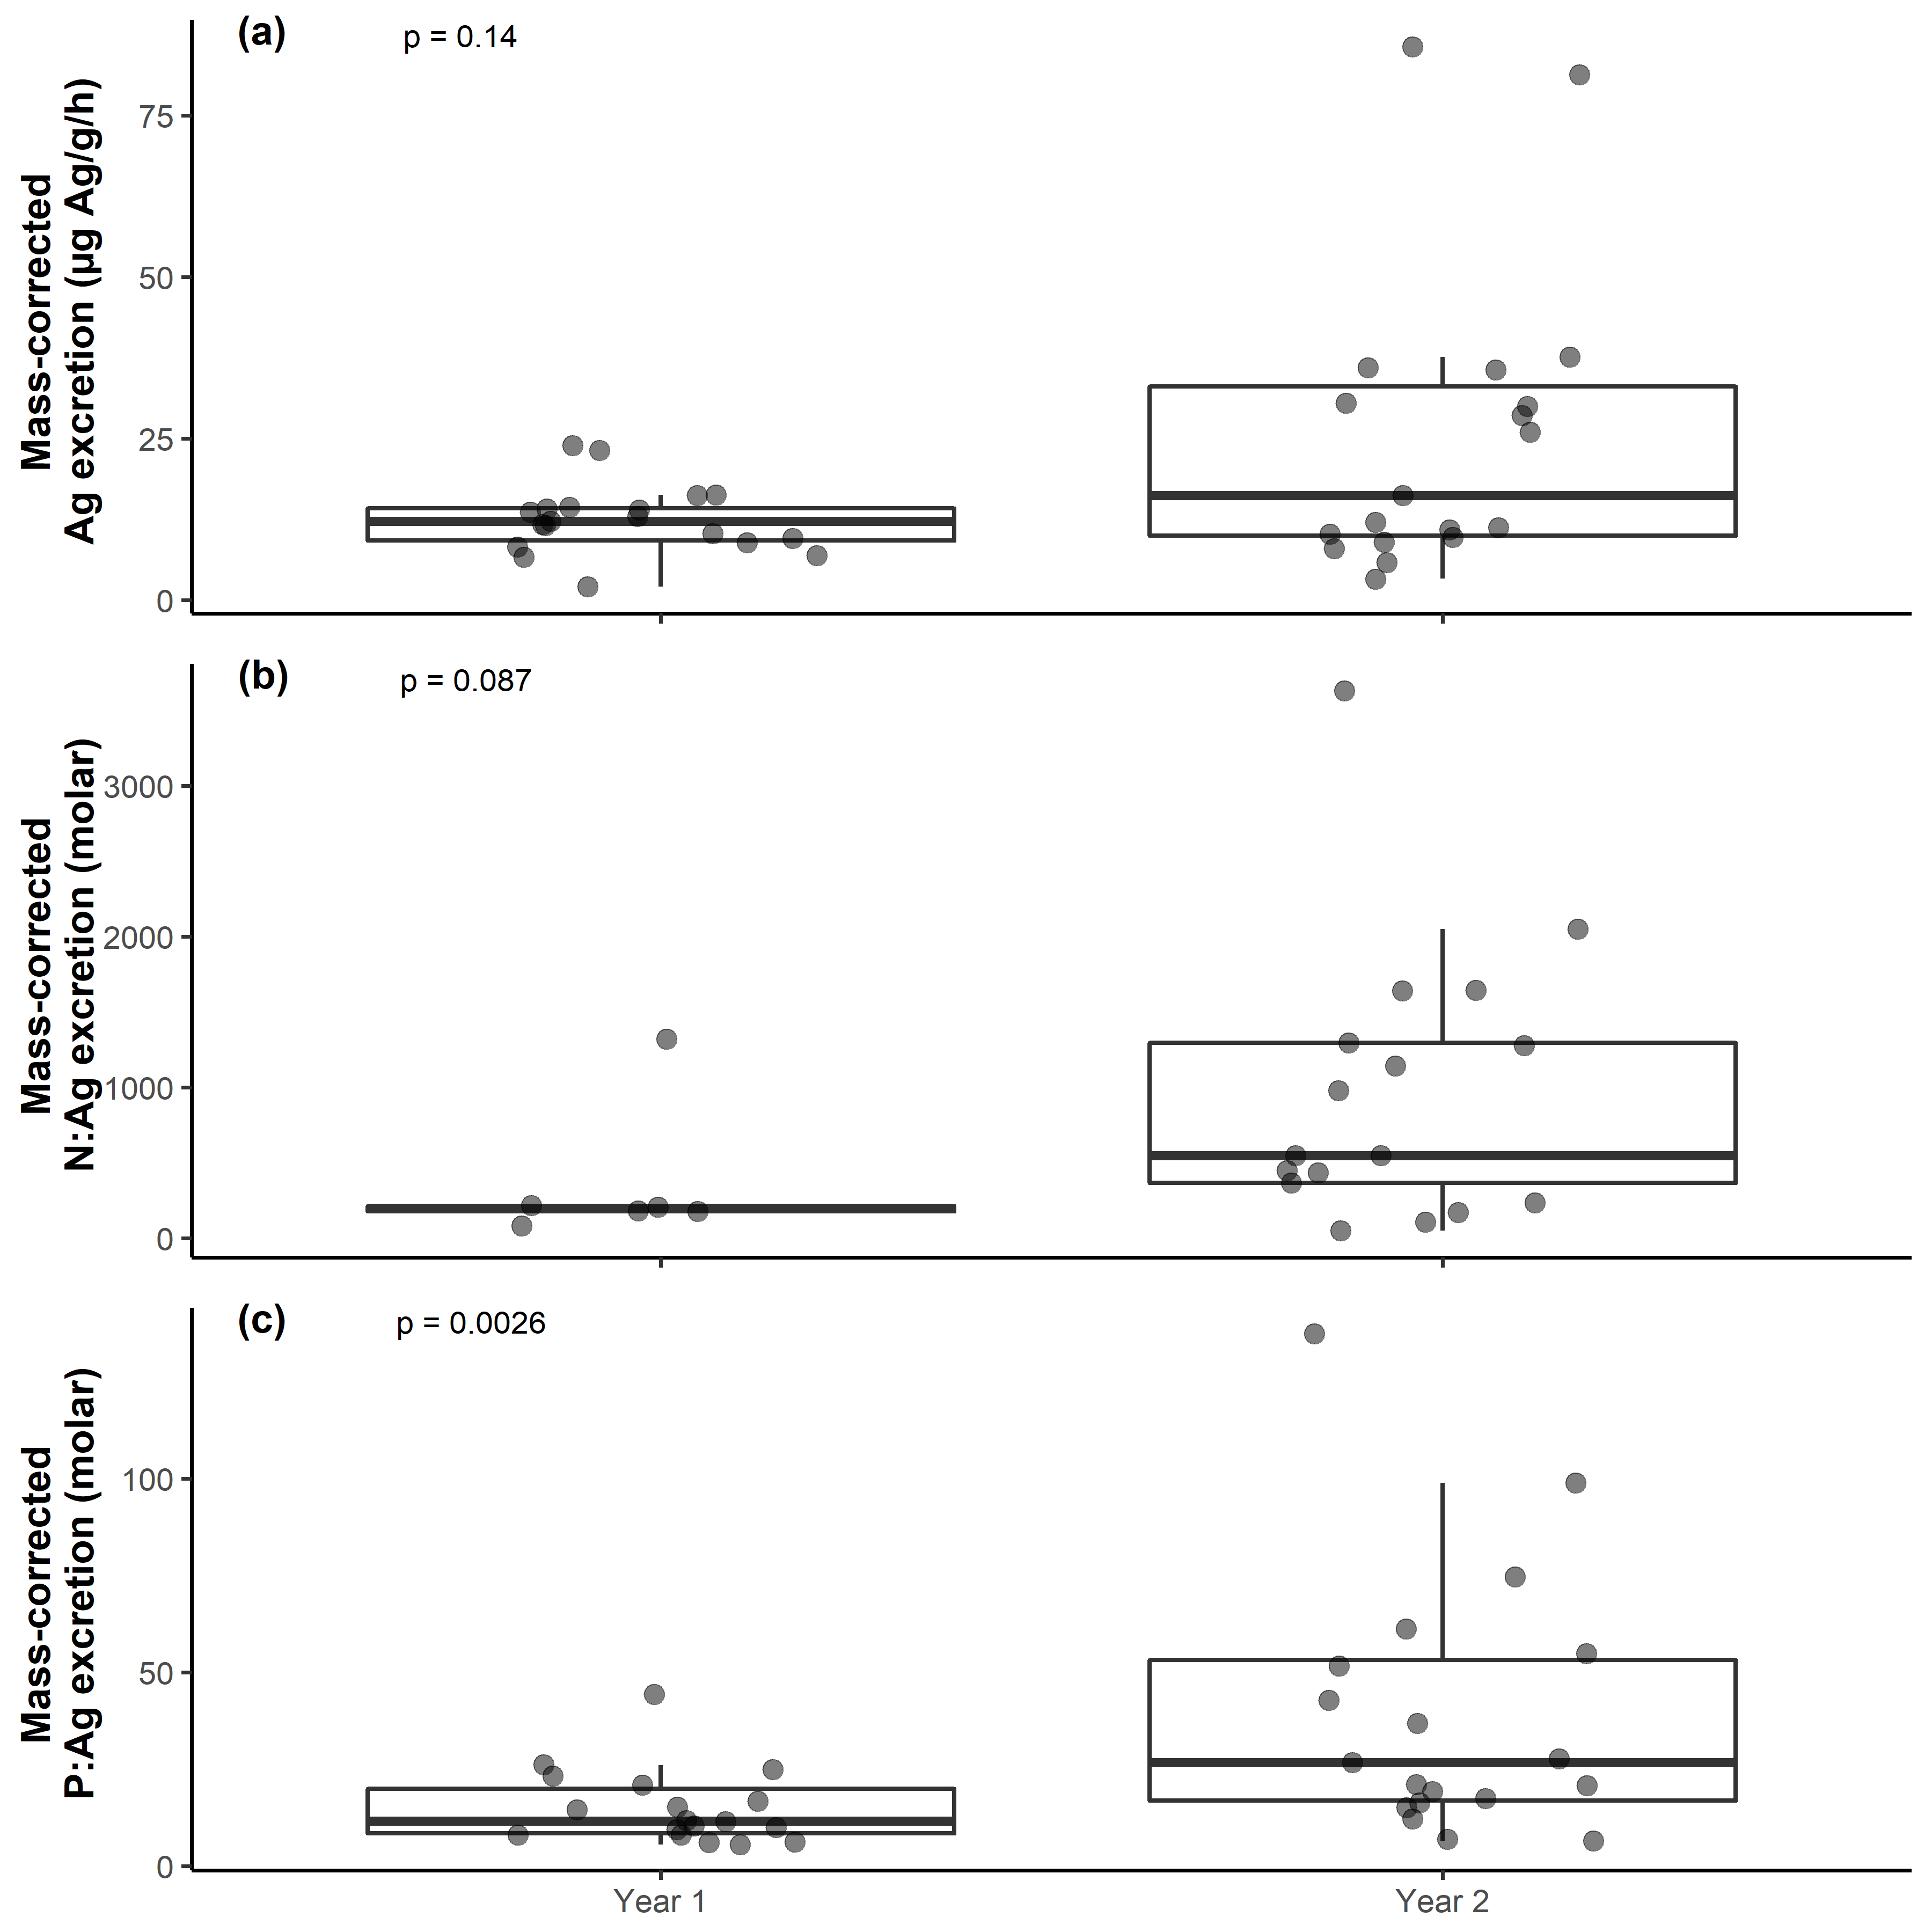 (a)
p = 0.14
Mass-corrected
Ag excretion (µg Ag/g/h)
75
50
25
0
(b)
p = 0.087
Mass-corrected
N:Ag excretion (molar)
3000
2000
1000
0
(c)
p = 0.0026
Mass-corrected
P:Ag excretion (molar)
100
50
0
Year 1
Year 2